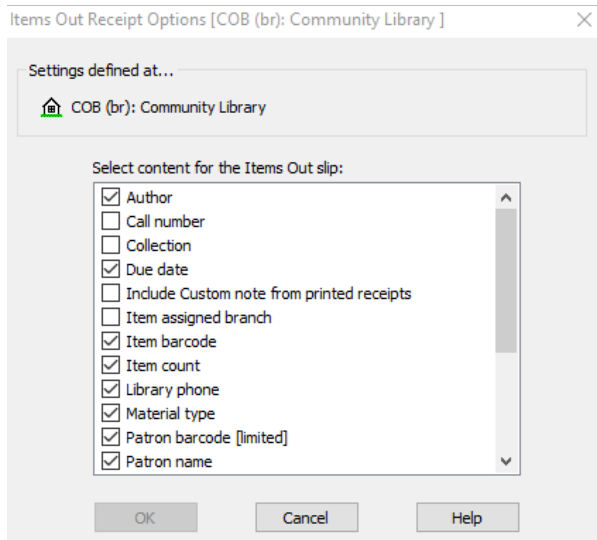 Items Out Receipt Options [COB (br): Community Library ]
Settings defined at...
COB (br): Community Library
Select content for the Items Out slip:
Author
Call number
Collection
Due date
Include Custom note from printed receipts
Item assigned branch
Item barcode
Item count
Library phone
Material type
Patron barcode [limited]
Patron name
OK Cancel Help